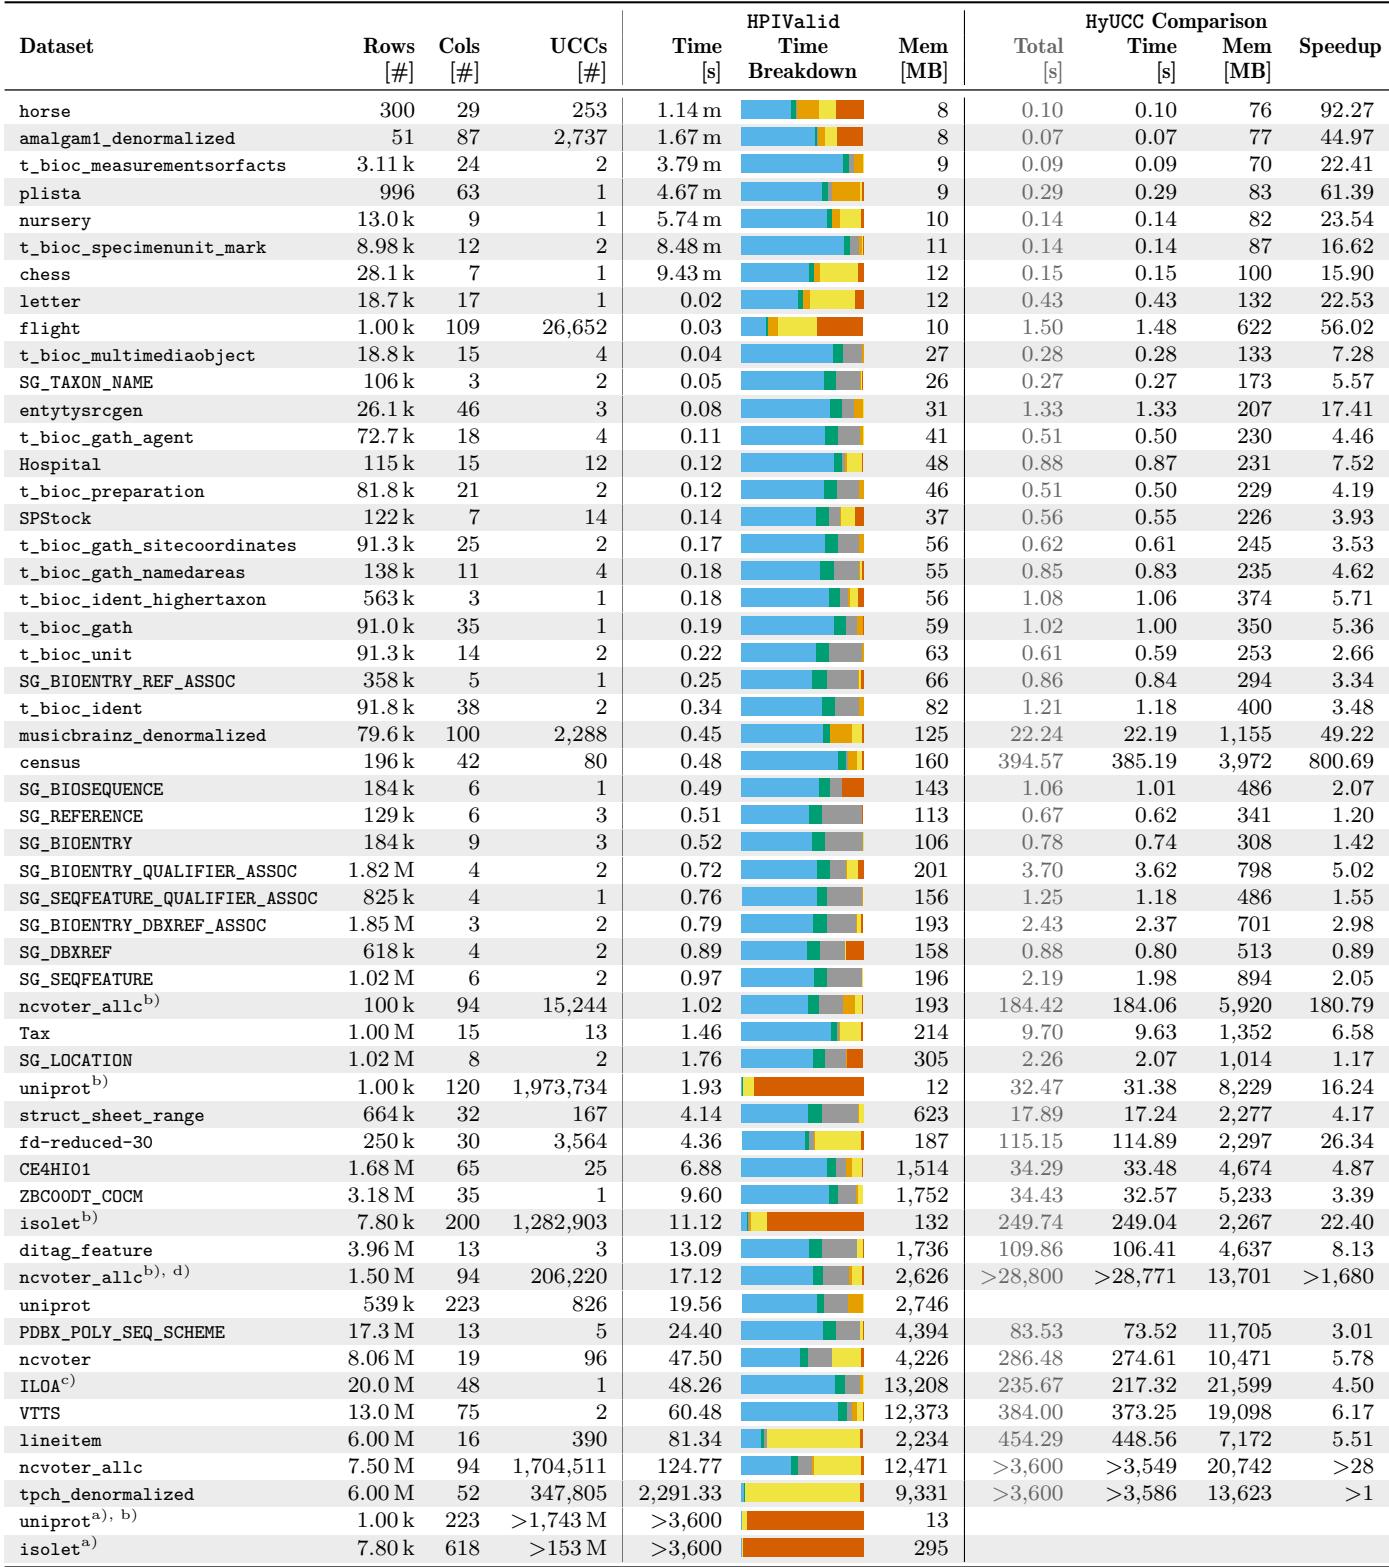 HPIValid HyUCC Comparison
Dataset Rows Cols UCCs Time Time Mem Total Time Mem Speedup
[#] [#] [#] [s] Breakdown [MB] [s] [s] [MB]
horse 300 29 253 1.14 m 8 0.10 0.10 76 92.27
amalgam1_denormalized 51 87 2,737 1.67 m 8 0.07 0.07 77 44.97
t_bioc_measurementsorfacts 3.11 k 24 2 3.79 m 9 0.09 0.09 70 22.41
plista 996 63 1 4.67 m 9 0.29 0.29 83 61.39
nursery 13.0 k 9 1 5.74 m 10 0.14 0.14 82 23.54
t_bioc_specimenunit_mark 8.98 k 12 2 8.48 m 11 0.14 0.14 87 16.62
chess 28.1 k 7 1 9.43 m 12 0.15 0.15 100 15.90
letter 18.7 k 17 1 0.02 12 0.43 0.43 132 22.53
flight 1.00 k 109 26,652 0.03 10 1.50 1.48 622 56.02
t_bioc_multimediaobject 18.8 k 15 4 0.04 27 0.28 0.28 133 7.28
SG_TAXON_NAME 106 k 3 2 0.05 26 0.27 0.27 173 5.57
entytysrcgen 26.1 k 46 3 0.08 31 1.33 1.33 207 17.41
t_bioc_gath_agent 72.7 k 18 4 0.11 41 0.51 0.50 230 4.46
Hospital 115 k 15 12 0.12 48 0.88 0.87 231 7.52
t_bioc_preparation 81.8 k 21 2 0.12 46 0.51 0.50 229 4.19
SPStock 122 k 7 14 0.14 37 0.56 0.55 226 3.93
t_bioc_gath_sitecoordinates 91.3 k 25 2 0.17 56 0.62 0.61 245 3.53
t_bioc_gath_namedareas 138 k 11 4 0.18 55 0.85 0.83 235 4.62
t_bioc_ident_highertaxon 563 k 3 1 0.18 56 1.08 1.06 374 5.71
t_bioc_gath 91.0 k 35 1 0.19 59 1.02 1.00 350 5.36
t_bioc_unit 91.3 k 14 2 0.22 63 0.61 0.59 253 2.66
SG_BIOENTRY_REF_ASSOC 358 k 5 1 0.25 66 0.86 0.84 294 3.34
t_bioc_ident 91.8 k 38 2 0.34 82 1.21 1.18 400 3.48
musicbrainz_denormalized 79.6 k 100 2,288 0.45 125 22.24 22.19 1,155 49.22
census 196 k 42 80 0.48 160 394.57 385.19 3,972 800.69
SG_BIOSEQUENCE 184 k 6 1 0.49 143 1.06 1.01 486 2.07
SG_REFERENCE 129 k 6 3 0.51 113 0.67 0.62 341 1.20
SG_BIOENTRY 184 k 9 3 0.52 106 0.78 0.74 308 1.42
SG_BIOENTRY_QUALIFIER_ASSOC 1.82 M 4 2 0.72 201 3.70 3.62 798 5.02
SG_SEQFEATURE_QUALIFIER_ASSOC 825 k 4 1 0.76 156 1.25 1.18 486 1.55
SG_BIOENTRY_DBXREF_ASSOC 1.85 M 3 2 0.79 193 2.43 2.37 701 2.98
SG_DBXREF 618 k 4 2 0.89 158 0.88 0.80 513 0.89
SG_SEQFEATURE 1.02 M 6 2 0.97 196 2.19 1.98 894 2.05
ncvoter_allc b) 100 k 94 15,244 1.02 193 184.42 184.06 5,920 180.79
Tax 1.00 M 15 13 1.46 214 9.70 9.63 1,352 6.58
SG_LOCATION 1.02 M 8 2 1.76 305 2.26 2.07 1,014 1.17
uniprot b) 1.00 k 120 1,973,734 1.93 12 32.47 31.38 8,229 16.24
struct_sheet_range 664 k 32 167 4.14 623 17.89 17.24 2,277 4.17
fd-reduced-30 250 k 30 3,564 4.36 187 115.15 114.89 2,297 26.34
CE4HI01 1.68 M 65 25 6.88 1,514 34.29 33.48 4,674 4.87
ZBC00DT_COCM 3.18 M 35 1 9.60 1,752 34.43 32.57 5,233 3.39
isolet b) 7.80 k 200 1,282,903 11.12 132 249.74 249.04 2,267 22.40
ditag_feature 3.96 M 13 3 13.09 1,736 109.86 106.41 4,637 8.13
ncvoter_allc b), d) 1.50 M 94 206,220 17.12 2,626 >28,800 >28,771 13,701 >1,680
uniprot 539 k 223 826 19.56 2,746
PDBX_POLY_SEQ_SCHEME 17.3 M 13 5 24.40 4,394 83.53 73.52 11,705 3.01
ncvoter 8.06 M 19 96 47.50 4,226 286.48 274.61 10,471 5.78
ILOA c) 20.0 M 48 1 48.26 13,208 235.67 217.32 21,599 4.50
VTTS 13.0 M 75 2 60.48 12,373 384.00 373.25 19,098 6.17
lineitem 6.00 M 16 390 81.34 2,234 454.29 448.56 7,172 5.51
ncvoter_allc 7.50 M 94 1,704,511 124.77 12,471 >3,600 >3,549 20,742 >28
tpch_denormalized 6.00 M 52 347,805 2,291.33 9,331 >3,600 >3,586 13,623 >1
uniprot a), b) 1.00 k 223 >1,743 M >3,600 13
isolet a) 7.80 k 618 >153 M >3,600 295